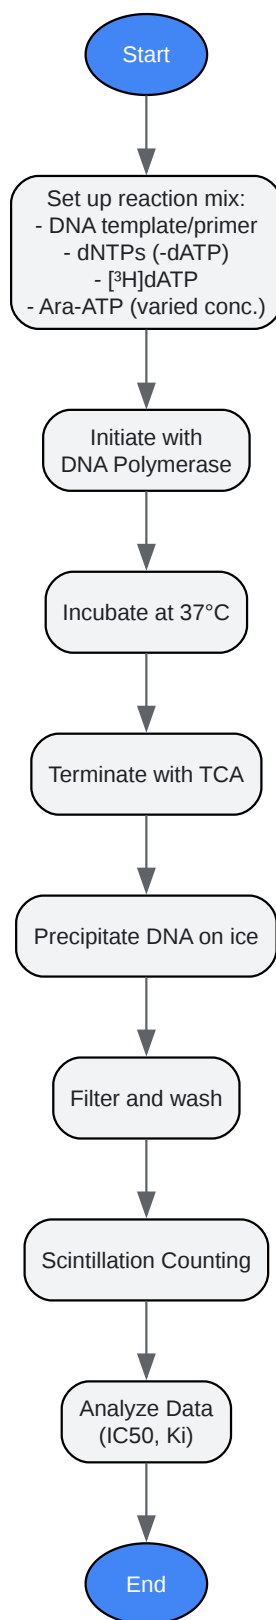 Start
Set up reaction mix:
- DNA template/primer
- dNTPs (-dATP)
- [³H]dATP
- Ara-ATP (varied conc.)
Initiate with
DNA Polymerase
Incubate at 37°C
Terminate with TCA
Precipitate DNA on ice
Filter and wash
Scintillation Counting
Analyze Data
(IC50, Ki)
End